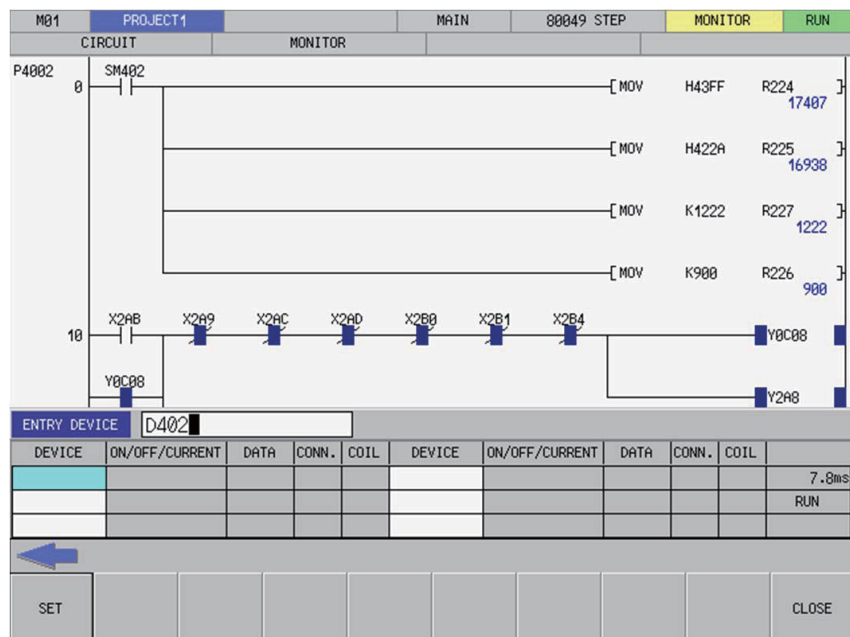 M01 PROJECT1 MAIN 80049 STEP MONITOR RUN
CIRCUIT MONITOR
P4002 SM402
0 MOV H43FF R224
17407
MOV H422A R225
16938
MOV K1222 R227
1222
MOV K900 R226
900
X2AB X2A9 X2AC X2AD X2B0 X2B1 X2B4
10 Y0C08
Y0C08
Y2A8
ENTRY DEVICE D402
DEVICE ON/OFF/CURRENT DATA CONN. COIL DEVICE ON/OFF/CURRENT DATA CONN. COIL
7.8ms
RUN
SET CLOSE